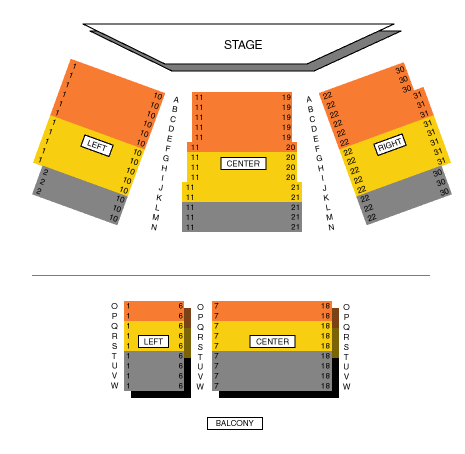 STAGE
1 10 A 11 19 A 22 30
1 10 B 11 19 B 22 30
1 10 C 11 19 C 22 30
1 10 D 11 19 D 22 31
1 10 E 11 19 E 22 31
1 10 F 11 20 F 22 31
1 10 G 11 20 G 22 31
1 10 H 11 20 H 22 31
1 10 I 11 20 I 22 31
1 10 J 11 21 J 22 31
1 10 K 11 21 K 22 31
2 10 L 11 21 L 22 30
2 10 M 11 21 M 22 30
2 10 N 11 21 N 22 30
LEFT
CENTER
RIGHT
O 1 6 O 7 18 O
P 1 6 P 7 18 P
Q 1 6 Q 7 18 Q
R 1 6 R 7 18 R
S 1 6 S 7 18 S
T 1 6 T 7 18 T
U 1 6 U 7 18 U
V 1 6 V 7 18 V
W 1 6 W 7 18 W
LEFT
CENTER
BALCONY